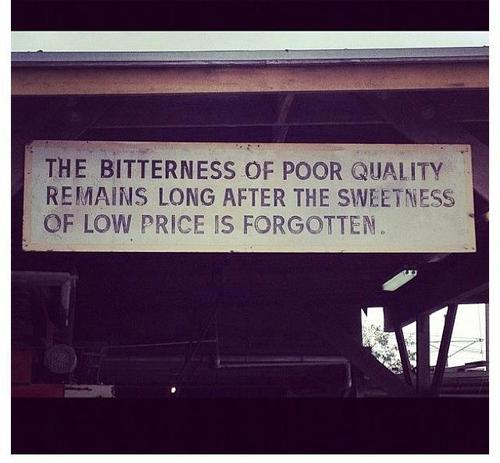 THE BITTERNESS OF POOR QUALITY
REMAINS LONG AFTER THE SWEETNESS
OF LOW PRICE IS FORGOTTEN.